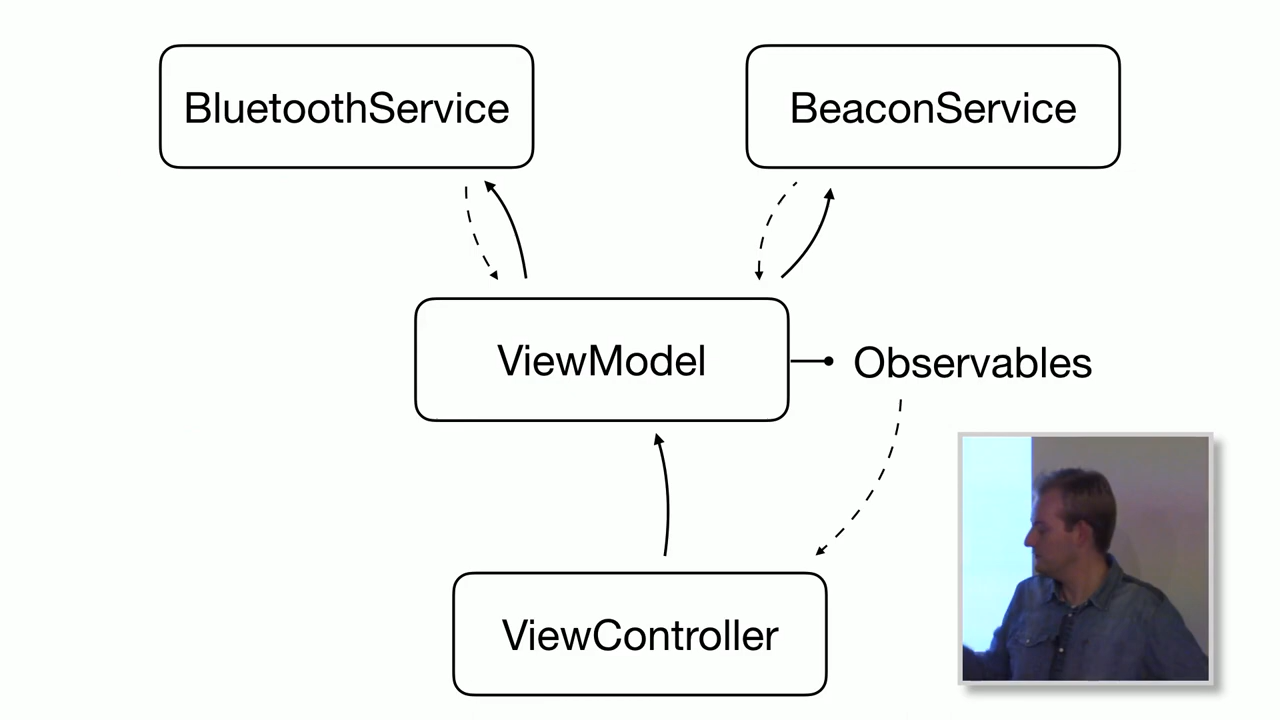 BluetoothService
BeaconService
ViewModel
Observables
ViewController